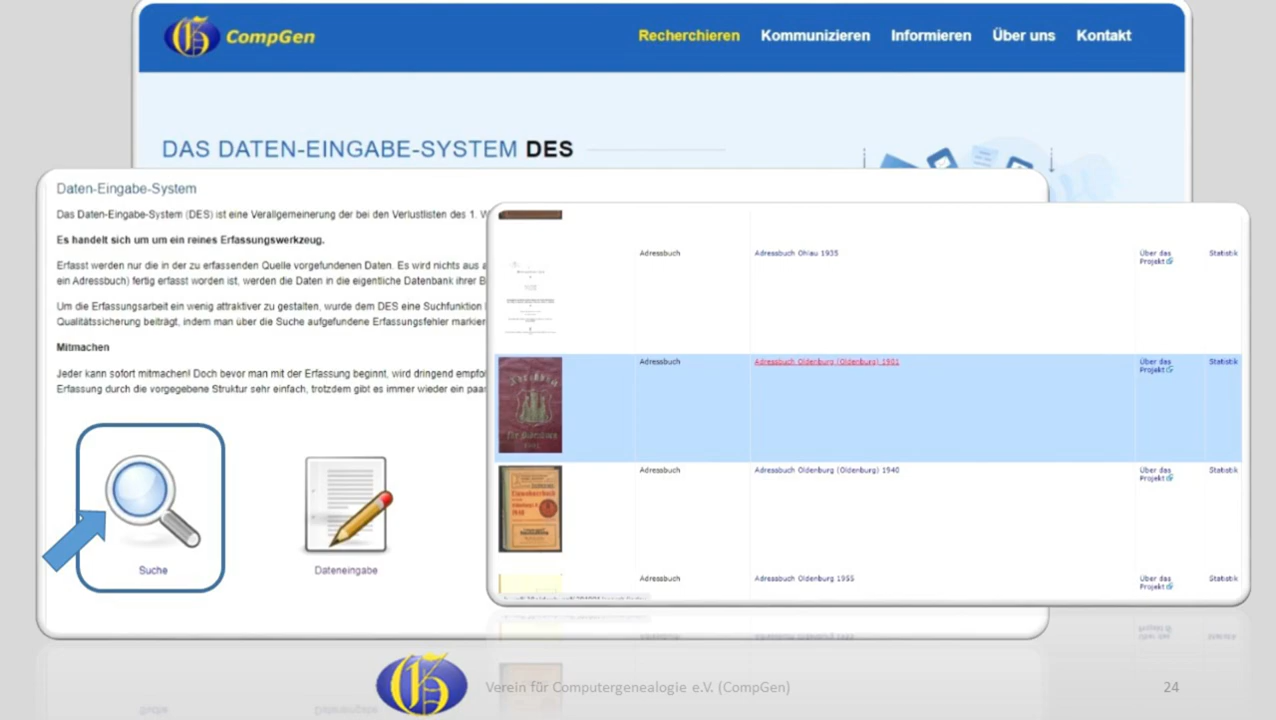 CompGen
Recherchieren Kommunizieren Informieren Über uns Kontakt
DAS DATEN-EINGABE-SYSTEM DES
Daten-Eingabe-System
Das Daten-Eingabe-System (DES) ist eine Verallgemeinerung der bei den Verlustlisten des 1. W
Es handelt sich um um ein reines Erfassungswerkzeug.
Erfasst werden nur die in der zu erfassenden Quelle vorgefundenen Daten. Es wird nichts aus
ein Adressbuch) fertig erfasst worden ist, werden die Daten in die eigentliche Datenbank ihrer B
Um die Erfassungsarbeit ein wenig attraktiver zu gestalten, wurde dem DES eine Suchfunktion
Qualitätssicherung beiträgt, indem man über die Suche aufgefundene Erfassungsfehler markier
Mitmachen
Jeder kann sofort mitmachen! Doch bevor man mit der Erfassung beginnt, wird dringend empfo
Erfassung durch die vorgegebene Struktur sehr einfach, trotzdem gibt es immer wieder ein paa
Suche
Dateneingabe
Adressbuch Adressbuch Ohlau 1935 Über das Statistik
Projekt
Adressbuch Adressbuch Oldenburg (Oldenburg) 1901 Über das Statistik
Projekt
Adressbuch Adressbuch Oldenburg (Oldenburg) 1940 Über das Statistik
Projekt
Adressbuch Adressbuch Oldenburg 1955 Über das Statistik
Projekt
Verein für Computergenealogie e.V. (CompGen)
24